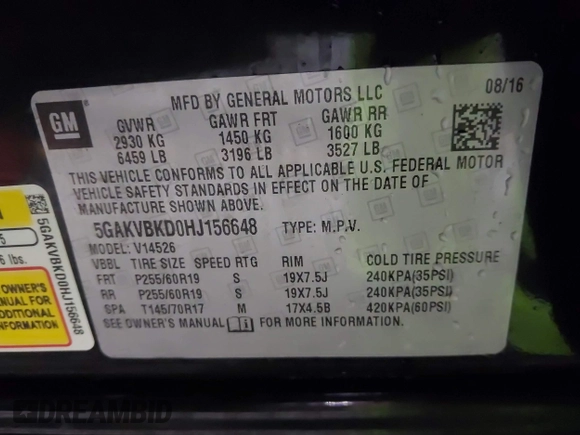 GM
MFD BY GENERAL MOTORS LLC 08/16
GVWR GAWR FRT GAWR RR
2930 KG 1450 KG 1600 KG
6459 LB 3196 LB 3527 LB
THIS VEHICLE CONFORMS TO ALL APPLICABLE U.S. FEDERAL MOTOR
VEHICLE SAFETY STANDARDS IN EFFECT ON THE DATE OF
MANUFACTURE SHOWN ABOVE.
5GAKVBKD0HJ156648 TYPE: M.P.V.
MODEL: V14526
VBBL TIRE SIZE SPEED RTG RIM COLD TIRE PRESSURE
FRT P255/60R19 S 19X7.5J 240KPA(35PSI)
RR P255/60R19 S 19X7.5J 240KPA(35PSI)
SPA T145/70R17 M 17X4.5B 420KPA(60PSI)
SEE OWNER'S MANUAL FOR MORE INFORMATION
N
5
6 lbs.
5GAKVBKD0HJ156648
OWNER'S
MANUAL FOR
ADDITIONAL
INFORMATION
DREAMBID